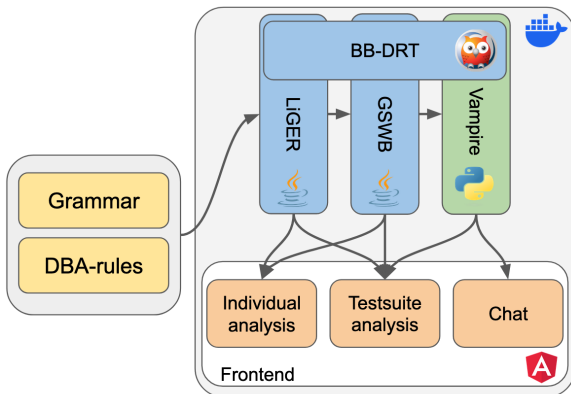 BB-DRT
LiGER
GSWB
Vampire
Grammar
DBA-rules
Individual
analysis
Testsuite
analysis
Chat
Frontend
A